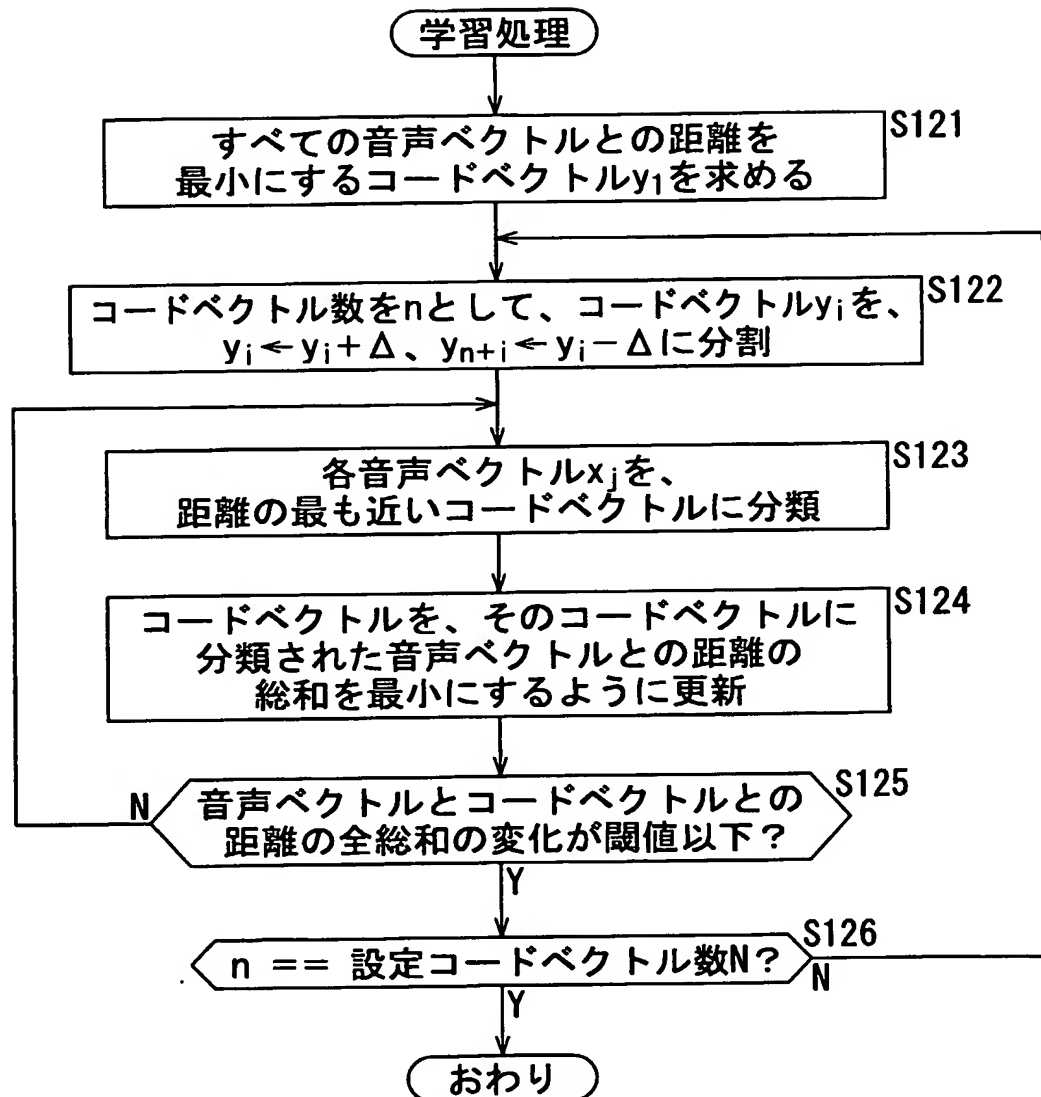 学習処理
S121
すべての音声ベクトルとの距離を
最小にするコードベクトルy1を求める
S122
コードベクトル数をnとして、コードベクトルyiを、
yi←yi+Δ、yn+i←yi−Δに分割
S123
各音声ベクトルxjを、
距離の最も近いコードベクトルに分類
S124
コードベクトルを、そのコードベクトルに
分類された音声ベクトルとの距離の
総和を最小にするように更新
S125
N
音声ベクトルとコードベクトルとの
距離の全総和の変化が閾値以下?
Y
S126
n == 設定コードベクトル数N?
N
Y
おわり